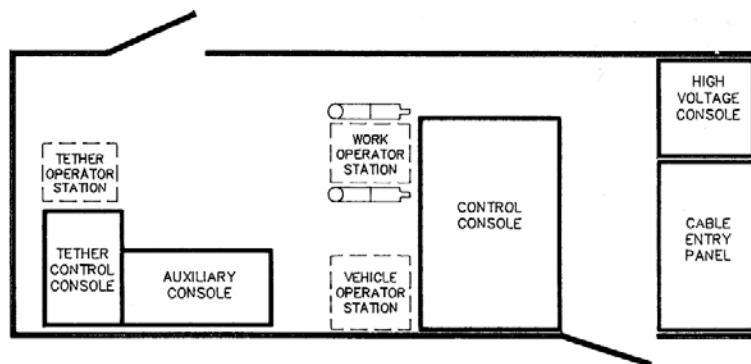 HIGH
VOLTAGE
CONSOLE
WORK
OPERATOR
STATION
TETHER
OPERATOR
STATION
CONTROL
CONSOLE
CABLE
ENTRY
PANEL
TETHER
CONTROL
CONSOLE
AUXILIARY
CONSOLE
VEHICLE
OPERATOR
STATION